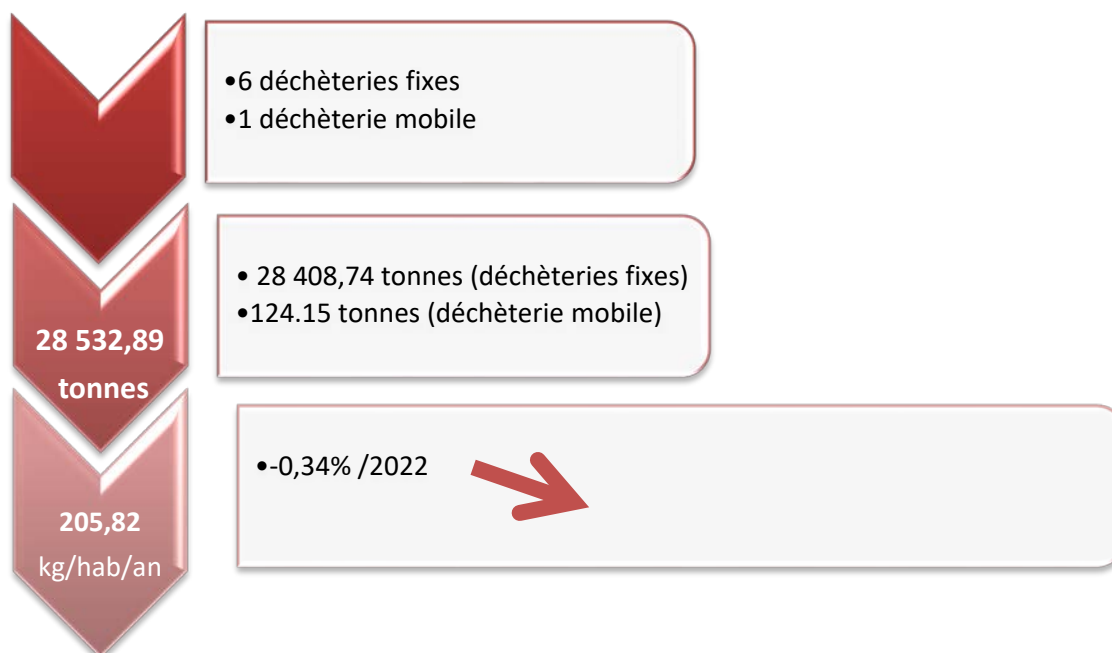 •6 déchèteries fixes
•1 déchèterie mobile
28 532,89
tonnes
• 28 408,74 tonnes (déchèteries fixes)
•124.15 tonnes (déchèterie mobile)
205,82
kg/hab/an
•-0,34% /2022